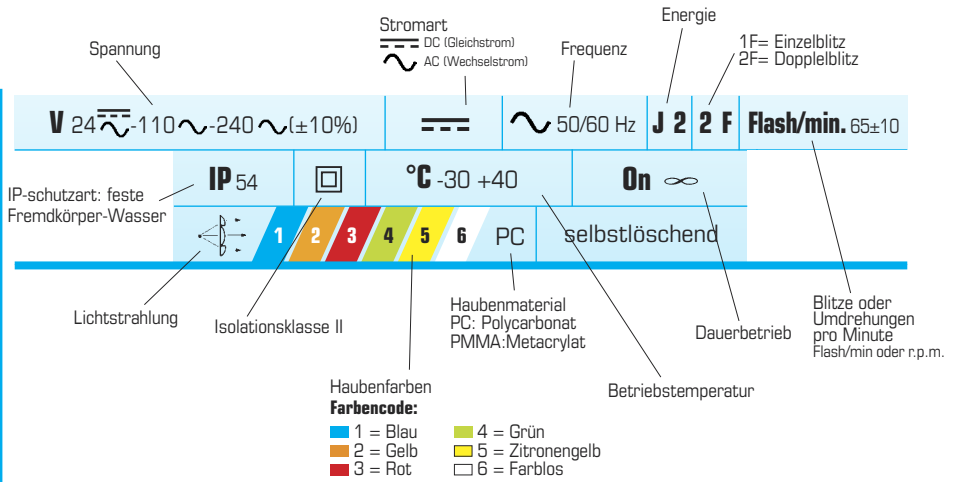 Energie
Stromart
DC (Gleichstrom)
AC (Wechselstrom)
Spannung
Frequenz
1F= Einzelblitz
2F= Dopplelblitz
V 24 -110 -240 (±10%)
50/60 Hz
J 2
2 F
Flash/min. 65±10
IP 54
°C -30 +40
On ∞
IP-schutzart: feste
Fremdkörper-Wasser
1
2
3
4
5
6
PC
selbstlöschend
Lichtstrahlung
Isolationsklasse II
Haubenmaterial
PC: Polycarbonat
PMMA:Metacrylat
Dauerbetrieb
Blitze oder
Umdrehungen
pro Minute
Flash/min oder r.p.m.
Betriebstemperatur
Haubenfarben
Farbencode:
1 = Blau
2 = Gelb
3 = Rot
4 = Grün
5 = Zitronengelb
6 = Farblos